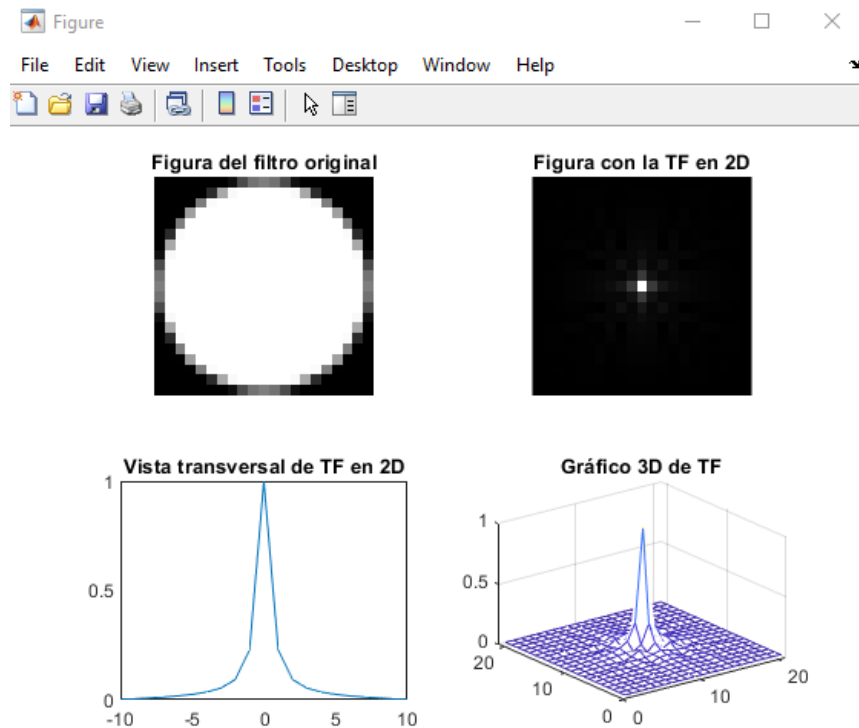 Figure
File Edit View Insert Tools Desktop Window Help
Figura del filtro original
Figura con la TF en 2D
Vista transversal de TF en 2D
1
0.5
0
-10 -5 0 5 10
Gráfico 3D de TF
1
0.5
0
20
10
0
0
10
20